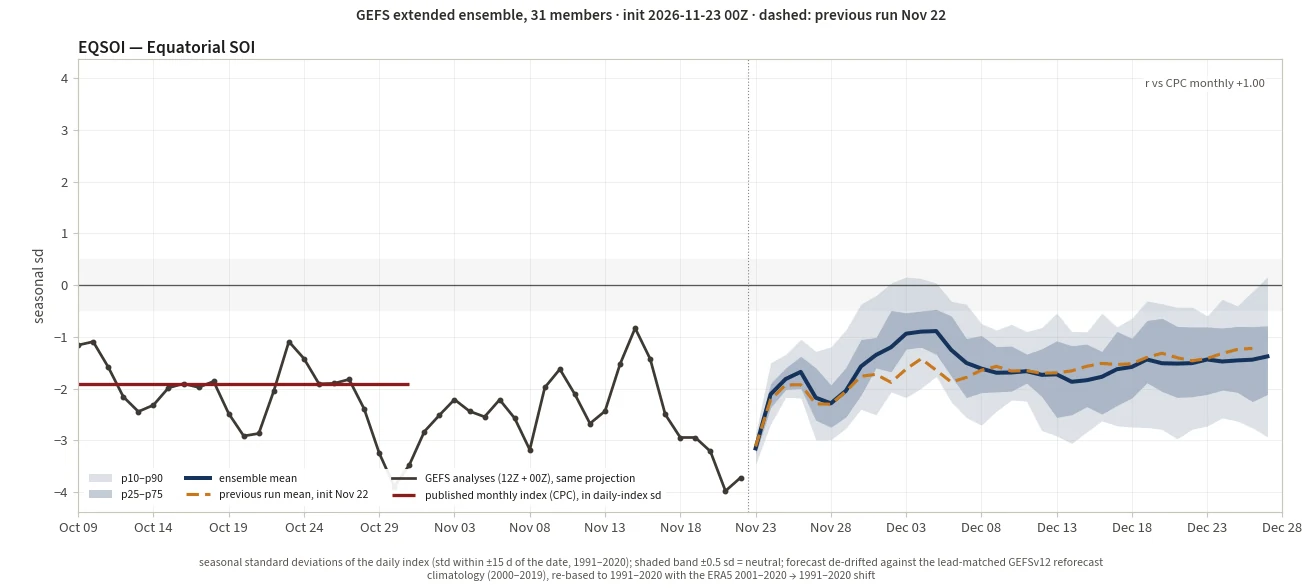 GEFS extended ensemble, 31 members · init 2026-11-23 00Z · dashed: previous run Nov 22
EQSOI — Equatorial SOI
r vs CPC monthly +1.00
seasonal sd
4
3
2
1
0
−1
−2
−3
−4
p10–p90
p25–p75
ensemble mean
previous run mean, init Nov 22
GEFS analyses (12Z + 00Z), same projection
published monthly index (CPC), in daily-index sd
Oct 09 Oct 14 Oct 19 Oct 24 Oct 29 Nov 03 Nov 08 Nov 13 Nov 18 Nov 23 Nov 28 Dec 03 Dec 08 Dec 13 Dec 18 Dec 23 Dec 28
seasonal standard deviations of the daily index (std within ±15 d of the date, 1991–2020); shaded band ±0.5 sd = neutral; forecast de-drifted against the lead-matched GEFSv12 reforecast
climatology (2000–2019), re-based to 1991–2020 with the ERA5 2001–2020 → 1991–2020 shift